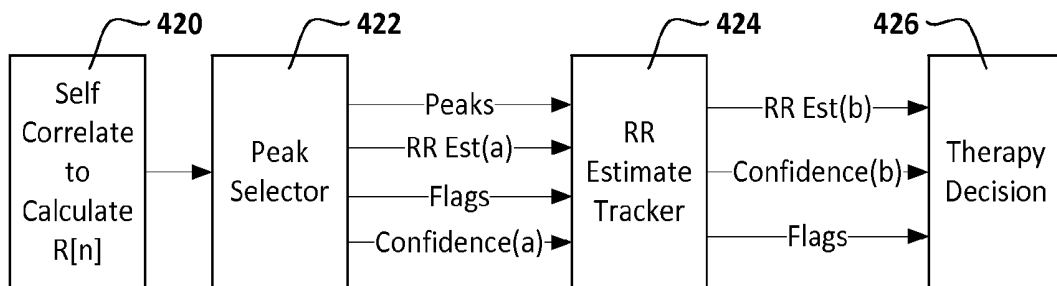 420
422
424
426
Self
Correlate
to
Calculate
R[n]
Peak
Selector
Peaks
RR Est(a)
Flags
Confidence(a)
RR
Estimate
Tracker
RR Est(b)
Confidence(b)
Flags
Therapy
Decision